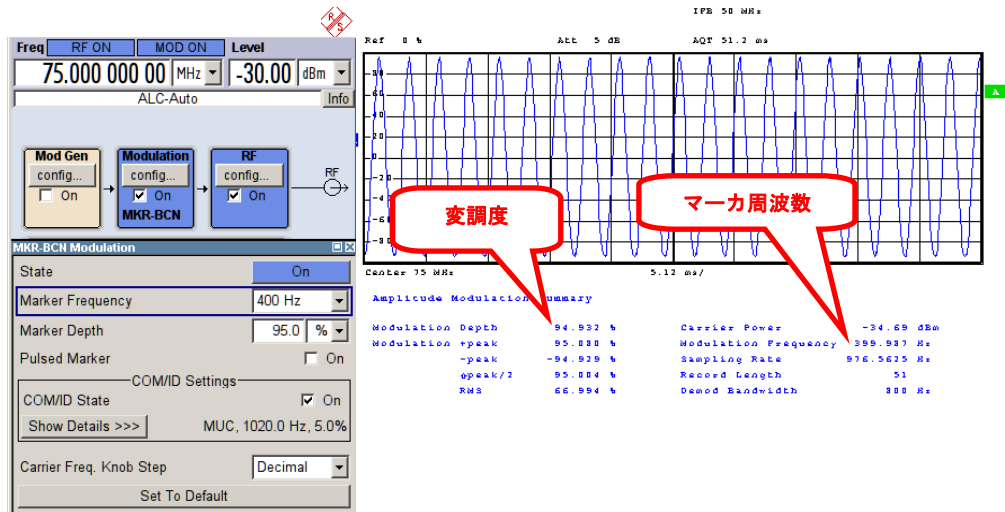 R
S
Freq RF ON MOD ON Level
75.000 000 00 MHz -30.00 dBm
ALC-Auto Info
Mod Gen
config...
On
Modulation
config...
On
MKR-BCN
RF
config...
On
RF
MKR-BCN Modulation
State On
Marker Frequency 400 Hz
Marker Depth 95.0 %
Pulsed Marker On
COM/ID Settings
COM/ID State On
Show Details >>> MUC, 1020.0 Hz, 5.0%
Carrier Freq. Knob Step Decimal
Set To Default
IFB 50 MHz
Ref 0 % Att 5 dB AQT 51.2 ms
A
変調度
マーカ周波数
Center 75 MHz 5.12 ms/
Amplitude Modulation Summary
Modulation Depth 94.932 % Carrier Power -34.69 dBm
Modulation +peak 95.080 % Modulation Frequency 399.987 Hz
-peak -94.929 % Sampling Rate 976.5625 Hz
peak/2 95.004 % Record Length 51
RMS 66.994 % Demod Bandwidth 800 Hz